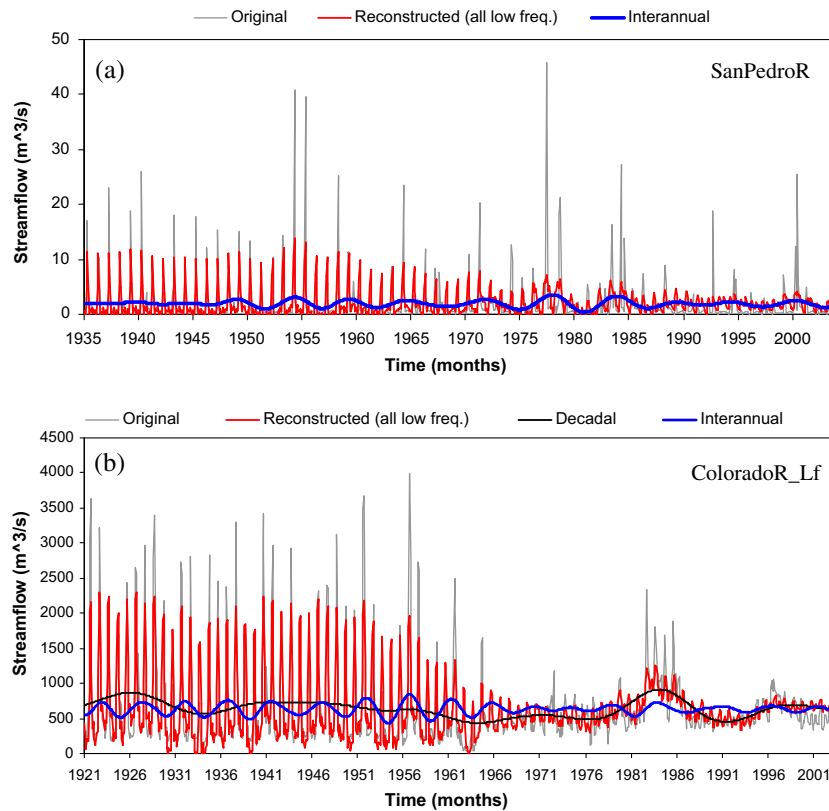 Original Reconstructed (all low freq.) Interannual
50
(a)
SanPedroR
40
30
20
10
0
Streamflow (m^3/s)
1935 1940 1945 1950 1955 1960 1965 1970 1975 1980 1985 1990 1995 2000
Time (months)
Original Reconstructed (all low freq.) Decadal Interannual
4500
(b)
ColoradoR_Lf
4000
3500
3000
2500
2000
1500
1000
500
0
Streamflow (m^3/s)
1921 1926 1931 1936 1941 1946 1951 1956 1961 1966 1971 1976 1981 1986 1991 1996 2001
Time (months)